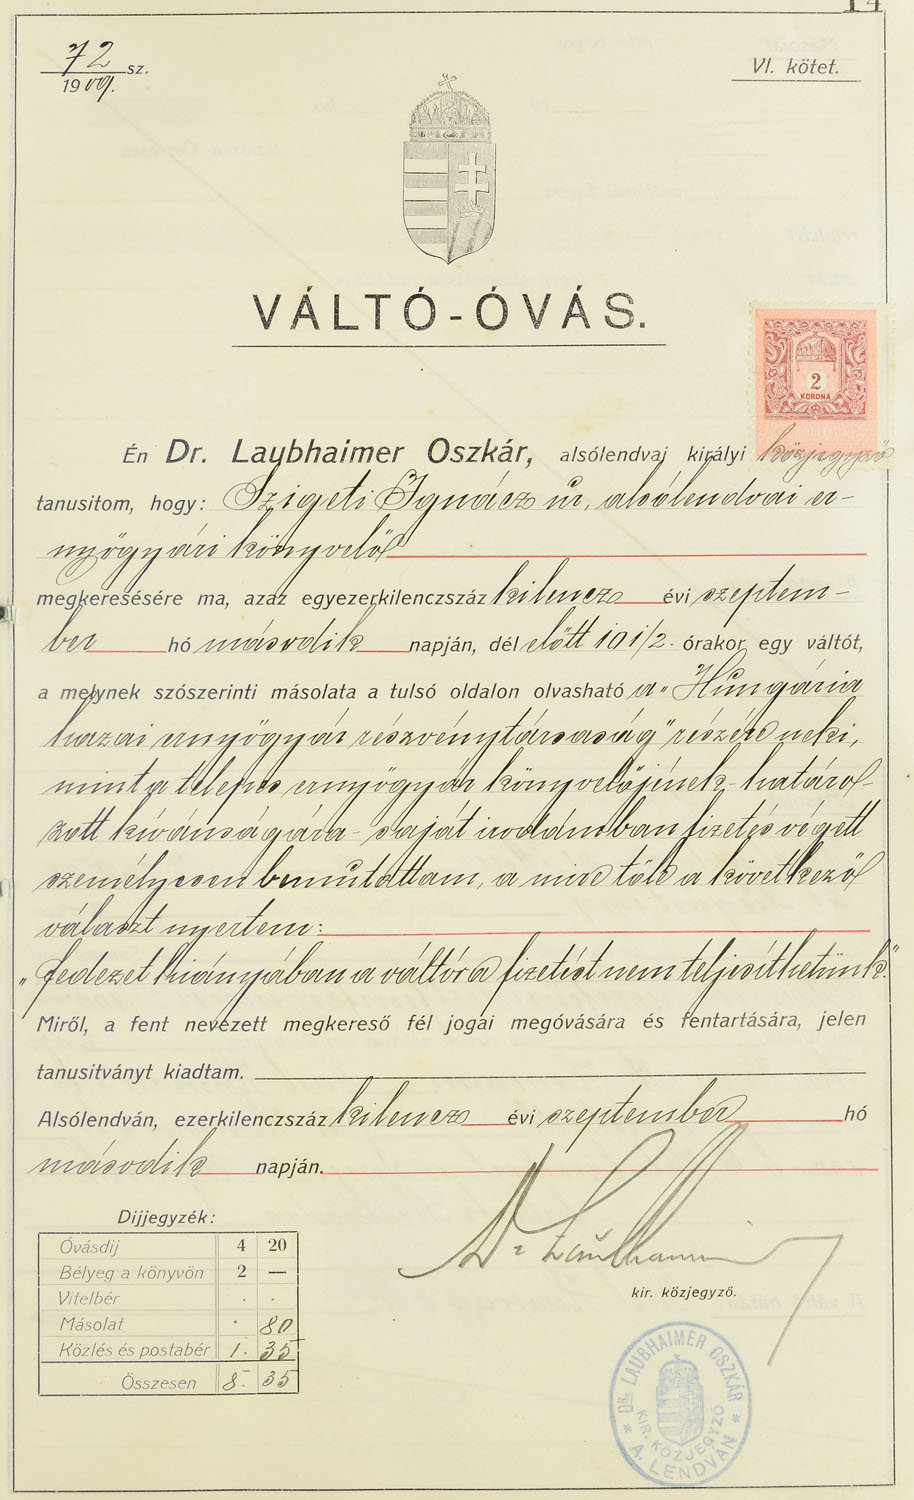 14
72 sz.
1909.
VI. kötet.
VÁLTÓ-ÓVÁS.
2
KORONA
Én Dr. Laubhaimer Oszkár, alsólendvaj királyi közjegyző
tanusitom, hogy: Szigeti Ignácz ur, alsólendvai er-
nyőgyári könyvelő
megkeresésére ma, azaz egyezerkilenczszáz kilencz évi szeptem-
ber hó második napján, dél előtt 10 1/2. órakor egy váltót,
a melynek szószerinti másolata a tulsó oldalon olvasható a „Hungária
hazai ernyőgyár részvénytársaság" részére neki,
mint a telepes ernyőgyár könyvelőjének - határo-
zott kívánságára - saját irodámban fizetés végett
személyesen bemutattam, a mire tőle a következő
választ nyertem:
„fedezet hiányában a váltóra fizetést nem teljesíthetünk."
Miről, a fent nevezett megkereső fél jogai megóvására és fentartására, jelen
tanusitványt kiadtam.
Alsólendván, ezerkilenczszáz kilencz évi szeptember hó
második napján.
Dijjegyzék:
Óvásdij 4 20
Bélyeg a könyvön 2 —
Vitelbér . .
Másolat . 80
Közlés és postabér 1. 35
Összesen 8. 35
Dr Laubhaimer
kir. közjegyző.
DR. LAUBHAIMER OSZKÁR
KIR. KÖZJEGYZŐ
* A. LENDVÁN *